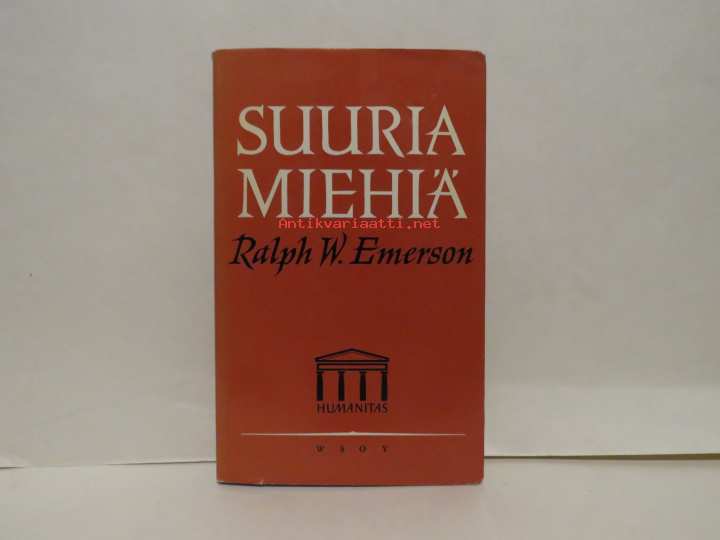 SUURIA
MIEHIÄ
Antikvariaatti.net
Ralph W. Emerson
HUMANITAS
WSOY